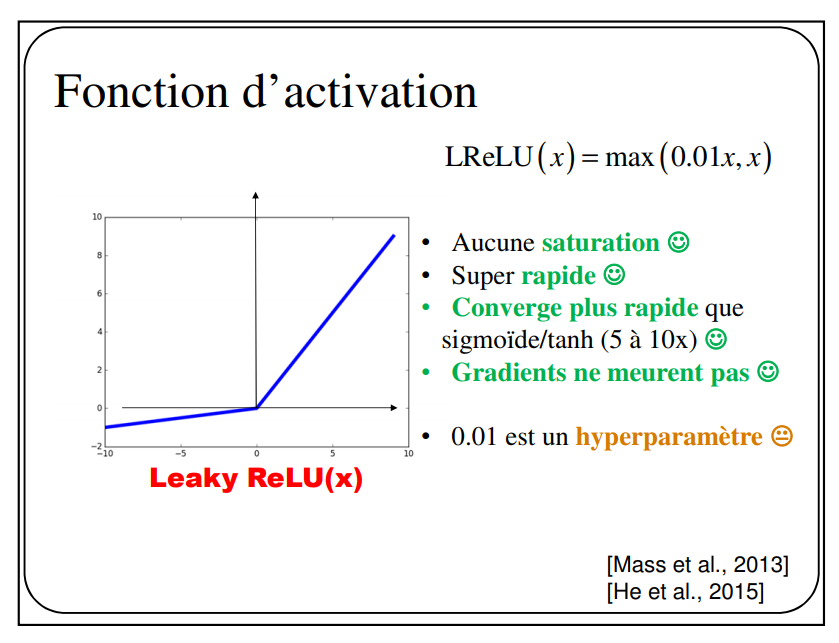 Fonction d'activation
LReLU(x) = max(0.01x, x)
10
8
6
4
2
0
−2
−10
−5
0
5
10
Leaky ReLU(x)
• Aucune saturation ☺
• Super rapide ☺
• Converge plus rapide que
sigmoïde/tanh (5 à 10x) ☺
• Gradients ne meurent pas ☺
• 0.01 est un hyperparamètre 😐
[Mass et al., 2013]
[He et al., 2015]